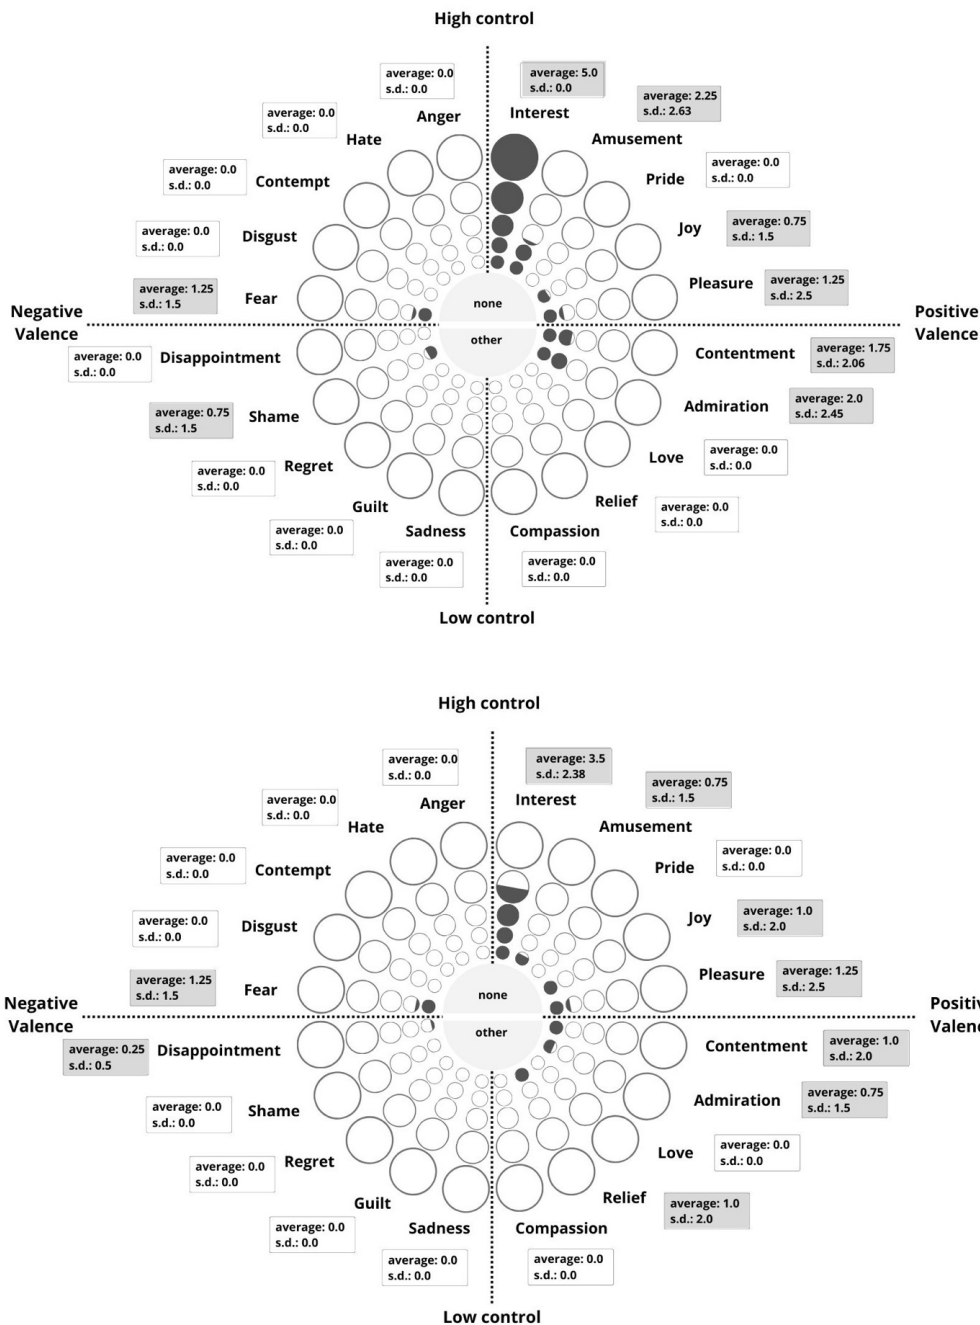 High control
average: 0.0
s.d.: 0.0
average: 5.0
s.d.: 0.0
average: 2.25
s.d.: 2.63
average: 0.0
s.d.: 0.0
Anger
Interest
Hate
Amusement
average: 0.0
s.d.: 0.0
Contempt
Pride
average: 0.0
s.d.: 0.0
average: 0.0
s.d.: 0.0
Disgust
Joy
average: 0.75
s.d.: 1.5
average: 1.25
s.d.: 1.5
Fear
Pleasure
average: 1.25
s.d.: 2.5
Negative
Valence
none
other
Positive
Valence
average: 0.0
s.d.: 0.0
Disappointment
Contentment
average: 1.75
s.d.: 2.06
average: 0.75
s.d.: 1.5
Shame
Admiration
average: 2.0
s.d.: 2.45
average: 0.0
s.d.: 0.0
Regret
Love
average: 0.0
s.d.: 0.0
Guilt
Relief
average: 0.0
s.d.: 0.0
average: 0.0
s.d.: 0.0
Sadness
Compassion
average: 0.0
s.d.: 0.0
average: 0.0
s.d.: 0.0
Low control
High control
average: 0.0
s.d.: 0.0
average: 3.5
s.d.: 2.38
average: 0.75
s.d.: 1.5
average: 0.0
s.d.: 0.0
Anger
Interest
Hate
Amusement
average: 0.0
s.d.: 0.0
Contempt
Pride
average: 0.0
s.d.: 0.0
average: 0.0
s.d.: 0.0
Disgust
Joy
average: 1.0
s.d.: 2.0
average: 1.25
s.d.: 1.5
Fear
Pleasure
average: 1.25
s.d.: 2.5
Negative
Valence
none
other
Positi
Valenc
average: 0.25
s.d.: 0.5
Disappointment
Contentment
average: 1.0
s.d.: 2.0
average: 0.0
s.d.: 0.0
Shame
Admiration
average: 0.75
s.d.: 1.5
average: 0.0
s.d.: 0.0
Regret
Love
average: 0.0
s.d.: 0.0
Guilt
Relief
average: 1.0
s.d.: 2.0
average: 0.0
s.d.: 0.0
Sadness
Compassion
average: 0.0
s.d.: 0.0
average: 0.0
s.d.: 0.0
Low control